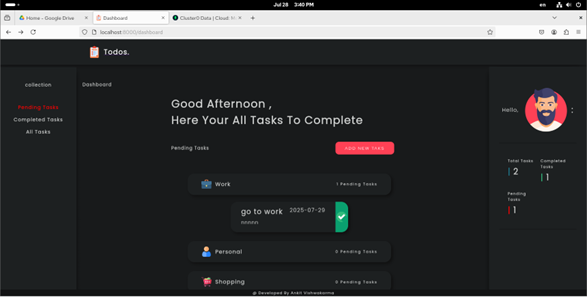 Jul 28 3:40 PM
en
Home - Google Drive
Dashboard
Cluster0 Data | Cloud: M
localhost:3000/dashboard
Todos.
collection
Pending Tasks
Completed Tasks
All Tasks
Dashboard
Good Afternoon ,
Here Your All Tasks To Complete
Pending Tasks
ADD NEW TASK
Work
1 Pending Tasks
go to work
2025-07-29
nnnnn
Personal
0 Pending Tasks
Shopping
0 Pending Tasks
Hello,
Total Tasks
2
Completed
Tasks
1
Pending
Tasks
1
@ Developed By Ankit Vishwakarma